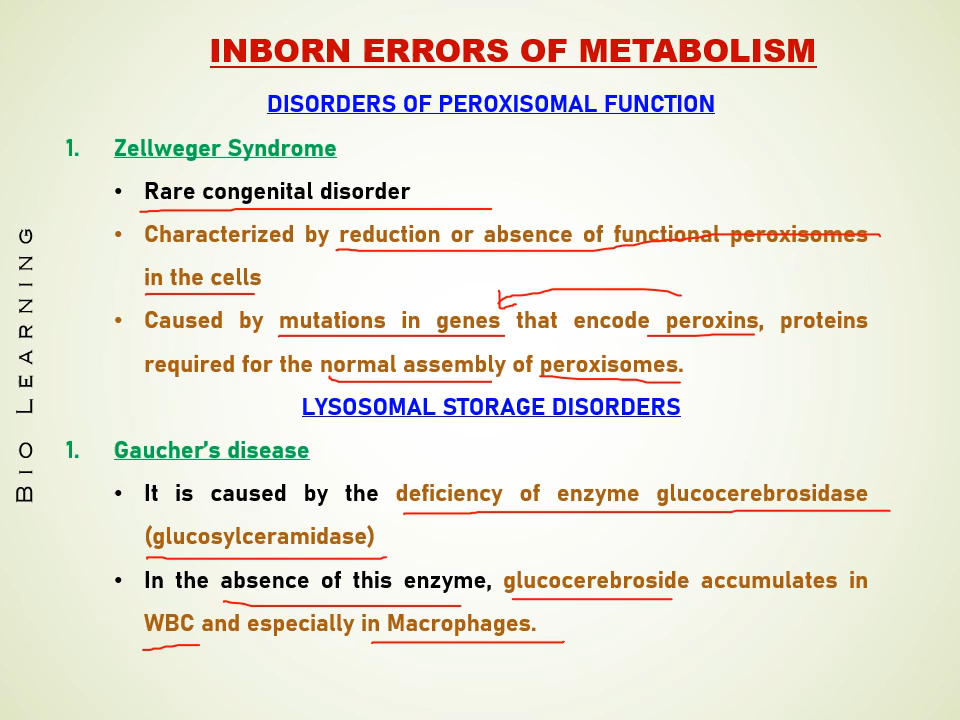 INBORN ERRORS OF METABOLISM
DISORDERS OF PEROXISOMAL FUNCTION
1. Zellweger Syndrome
• Rare congenital disorder
• Characterized by reduction or absence of functional peroxisomes
in the cells
• Caused by mutations in genes that encode peroxins, proteins
required for the normal assembly of peroxisomes.
LYSOSOMAL STORAGE DISORDERS
1. Gaucher’s disease
• It is caused by the deficiency of enzyme glucocerebrosidase
(glucosylceramidase)
• In the absence of this enzyme, glucocerebroside accumulates in
WBC and especially in Macrophages.
BIO LEARNING